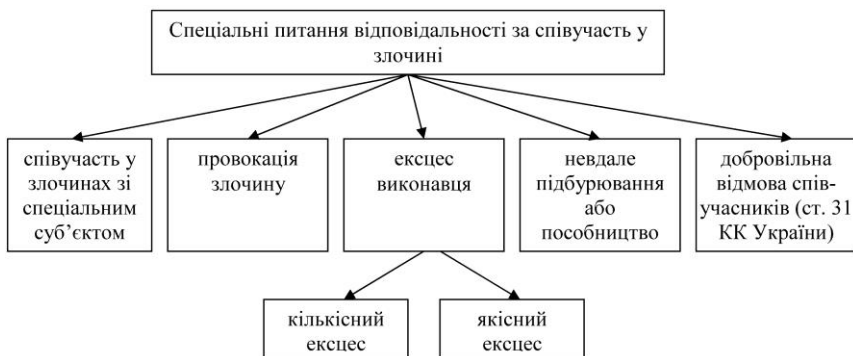 Спеціальні питання відповідальності за співучасть у
злочині
співучасть у
злочинах зі
спеціальним
суб’єктом
провокація
злочину
ексцес
виконавця
невдале
підбурювання
або
пособництво
добровільна
відмова спів-
учасників (ст. 31
КК України)
кількісний
ексцес
якісний
ексцес